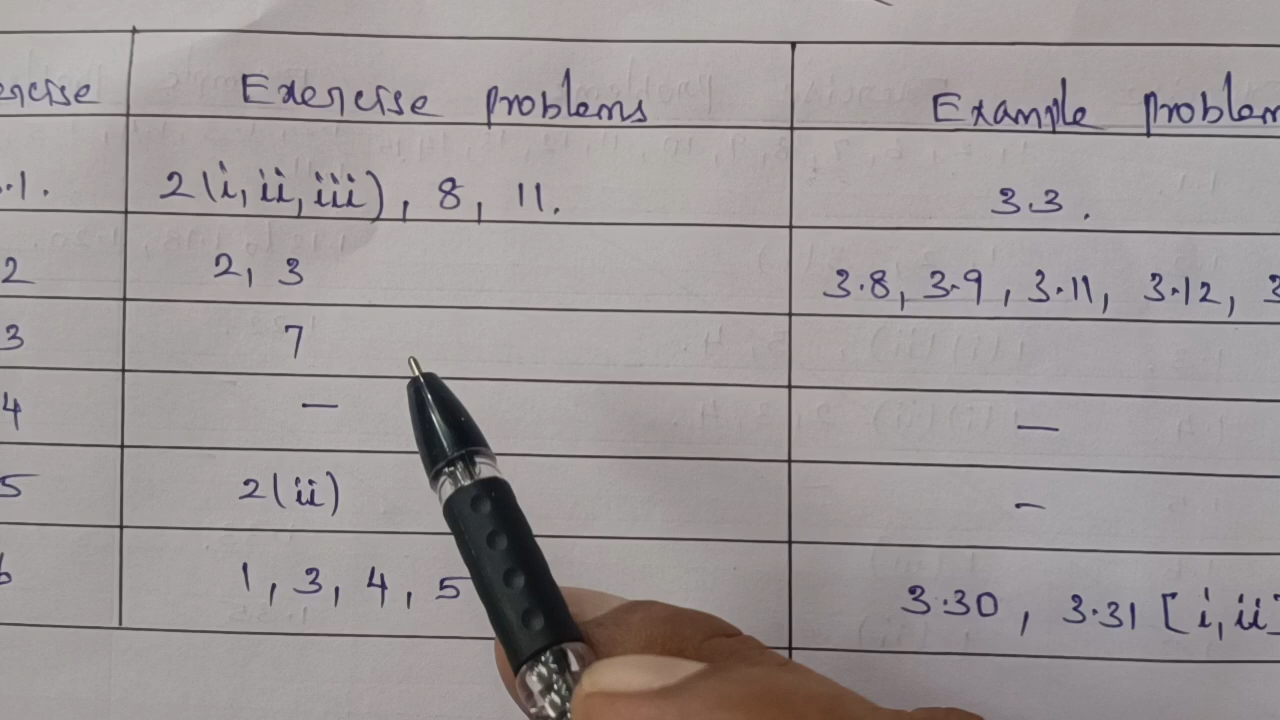 Exercise problems Example
2(i, ii, iii), 8, 11. 3.3.
2 2, 3 3.8, 3.9, 3.11, 3.12,
3 7
4 — —
5 2(ii) —
1, 3, 4, 5 3.30, 3.31 [i, ii]